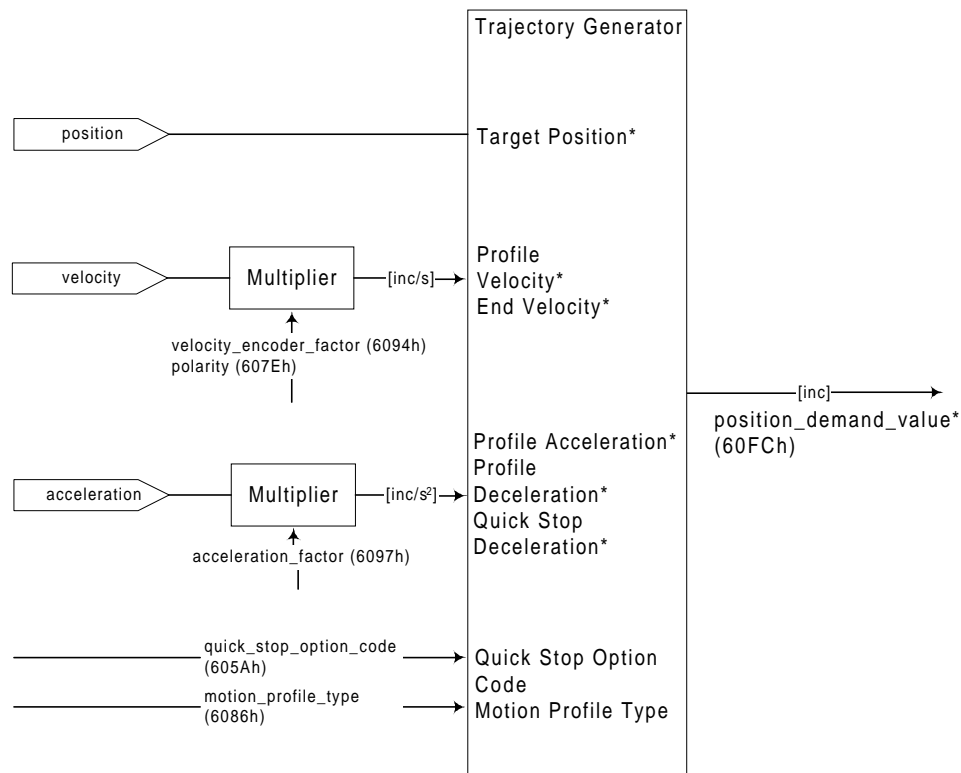 Trajectory Generator
position
Target Position*
velocity
Multiplier
[inc/s]
Profile
Velocity*
End Velocity*
velocity_encoder_factor (6094h)
polarity (607Eh)
[inc]
position_demand_value*
(60FCh)
acceleration
Multiplier
[inc/s²]
Profile Acceleration*
Profile
Deceleration*
Quick Stop
Deceleration*
acceleration_factor (6097h)
quick_stop_option_code
(605Ah)
Quick Stop Option
Code
motion_profile_type
(6086h)
Motion Profile Type